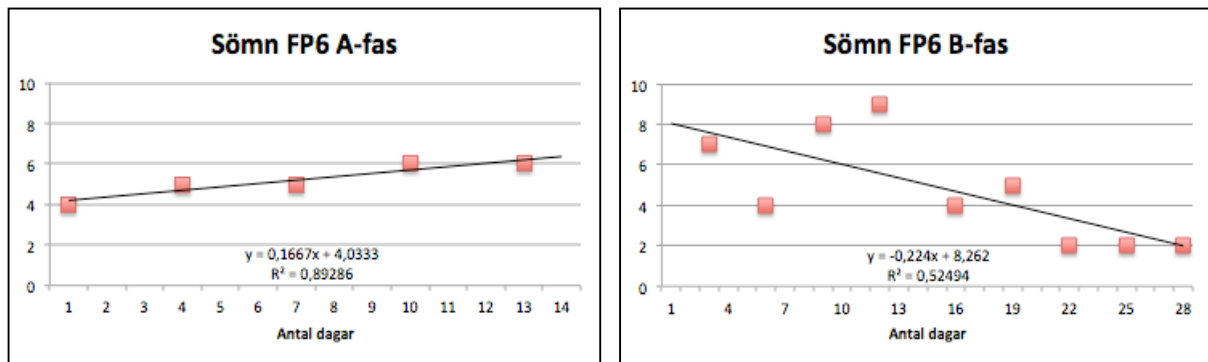 Sömn FP6 A-fas
10
8
6
4
2
0
y = 0,1667x + 4,0333
R² = 0,89286
1 2 3 4 5 6 7 8 9 10 11 12 13 14
Antal dagar
Sömn FP6 B-fas
10
8
6
4
2
0
y = -0,224x + 8,262
R² = 0,52494
1 4 7 10 13 16 19 22 25 28
Antal dagar